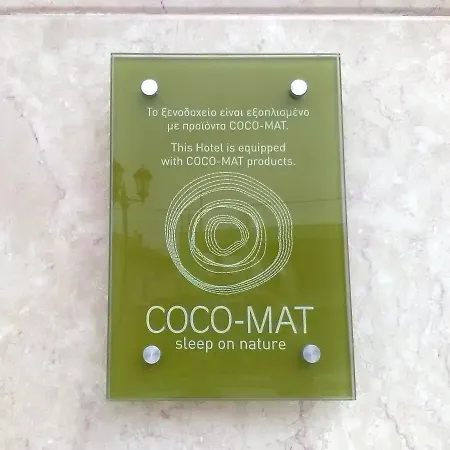 Το ξενοδοχείο είναι εξοπλισμένο
με προϊόντα COCO-MAT.
This Hotel is equipped
with COCO-MAT products.
COCO-MAT
sleep on nature